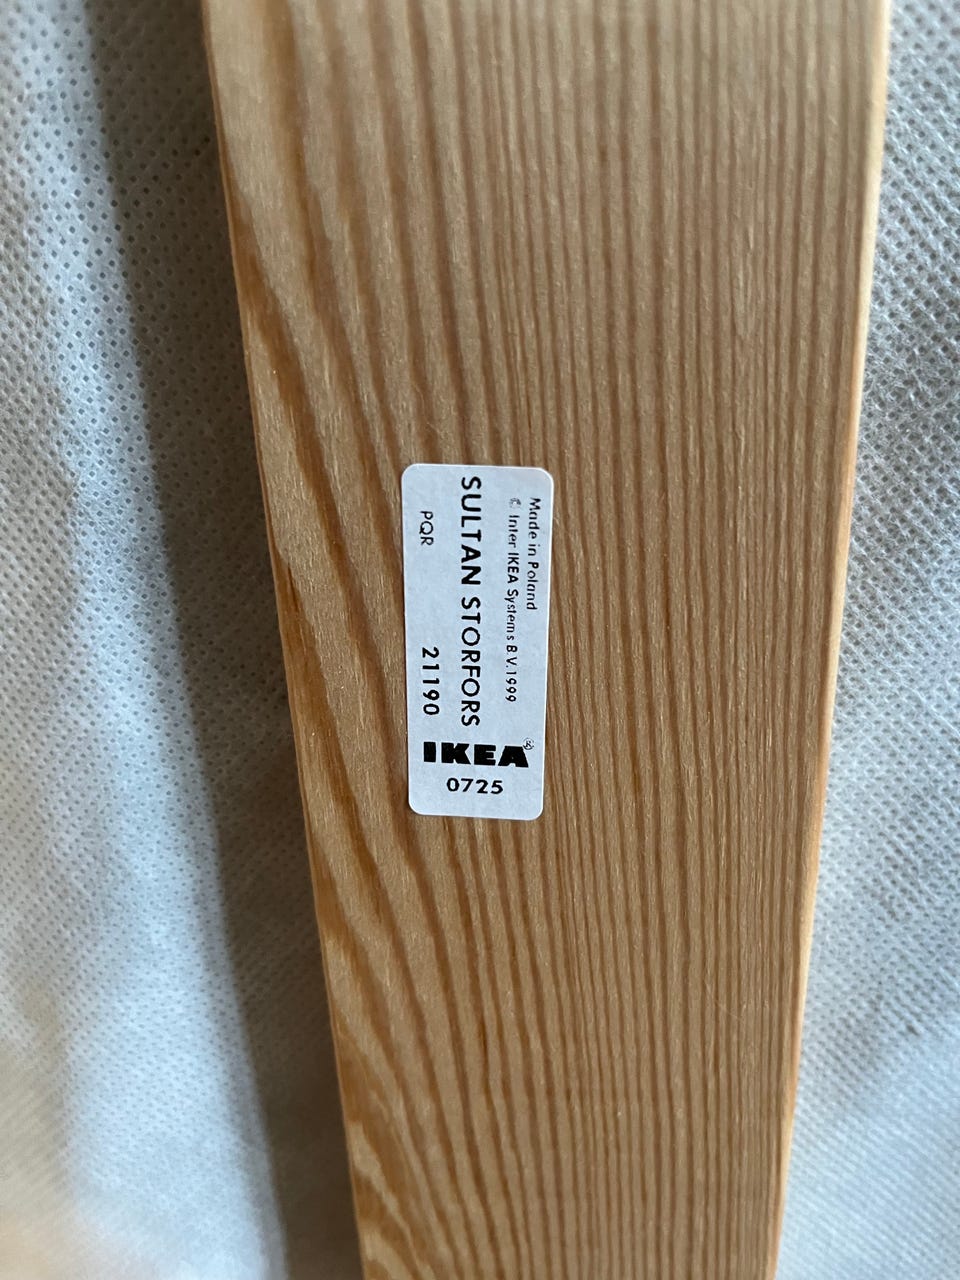 Made in Poland
© Inter IKEA Systems B.V. 1999
SULTAN STORFORS
PQR 21190
IKEA®
0725